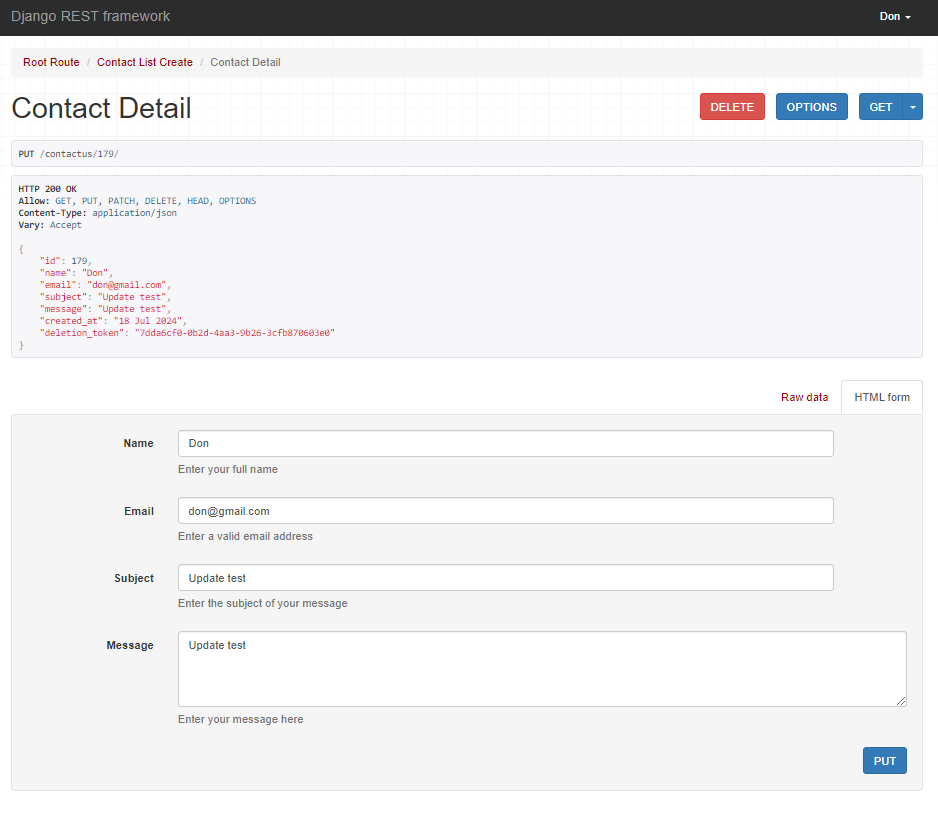 Django REST framework
Don
Root Route / Contact List Create / Contact Detail
Contact Detail
DELETE
OPTIONS
GET
PUT /contactus/179/
HTTP 200 OK
Allow: GET, PUT, PATCH, DELETE, HEAD, OPTIONS
Content-Type: application/json
Vary: Accept
{
    "id": 179,
    "name": "Don",
    "email": "don@gmail.com",
    "subject": "Update test",
    "message": "Update test",
    "created_at": "18 Jul 2024",
    "deletion_token": "7dda6cf0-0b2d-4aa3-9b26-3cfb870603e0"
}
Raw data
HTML form
Name
Don
Enter your full name
Email
don@gmail.com
Enter a valid email address
Subject
Update test
Enter the subject of your message
Message
Update test
Enter your message here
PUT